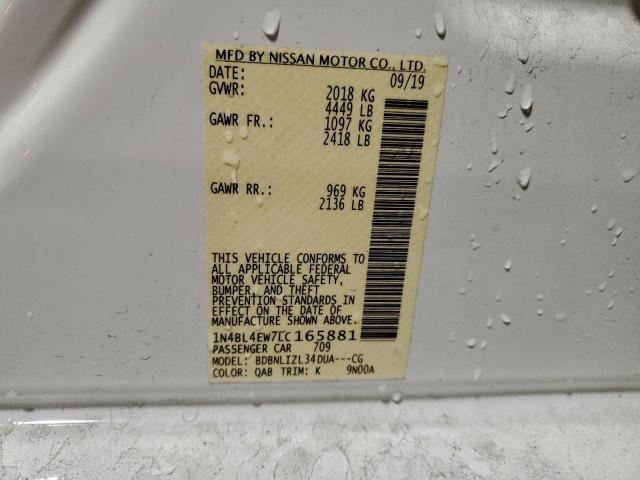 MFD BY NISSAN MOTOR CO., LTD.
DATE: 09/19
GVWR: 2018 KG
4449 LB
GAWR FR.: 1097 KG
2418 LB
GAWR RR.: 969 KG
2136 LB
THIS VEHICLE CONFORMS TO
ALL APPLICABLE FEDERAL
MOTOR VEHICLE SAFETY,
BUMPER, AND THEFT
PREVENTION STANDARDS IN
EFFECT ON THE DATE OF
MANUFACTURE SHOWN ABOVE.
1N4BL4EW7LC165881
PASSENGER CAR 709
MODEL: BDBNLIZL34DUA---CG
COLOR: QAB TRIM: K 9N00A